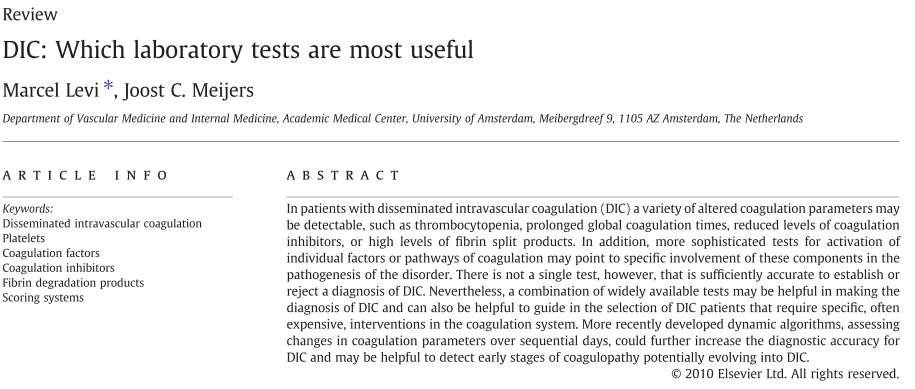 Review
DIC: Which laboratory tests are most useful
Marcel Levi *, Joost C. Meijers
Department of Vascular Medicine and Internal Medicine, Academic Medical Center, University of Amsterdam, Meibergdreef 9, 1105 AZ Amsterdam, The Netherlands
ARTICLE INFO
Keywords:
Disseminated intravascular coagulation
Platelets
Coagulation factors
Coagulation inhibitors
Fibrin degradation products
Scoring systems
ABSTRACT
In patients with disseminated intravascular coagulation (DIC) a variety of altered coagulation parameters may
be detectable, such as thrombocytopenia, prolonged global coagulation times, reduced levels of coagulation
inhibitors, or high levels of fibrin split products. In addition, more sophisticated tests for activation of
individual factors or pathways of coagulation may point to specific involvement of these components in the
pathogenesis of the disorder. There is not a single test, however, that is sufficiently accurate to establish or
reject a diagnosis of DIC. Nevertheless, a combination of widely available tests may be helpful in making the
diagnosis of DIC and can also be helpful to guide in the selection of DIC patients that require specific, often
expensive, interventions in the coagulation system. More recently developed dynamic algorithms, assessing
changes in coagulation parameters over sequential days, could further increase the diagnostic accuracy for
DIC and may be helpful to detect early stages of coagulopathy potentially evolving into DIC.
© 2010 Elsevier Ltd. All rights reserved.